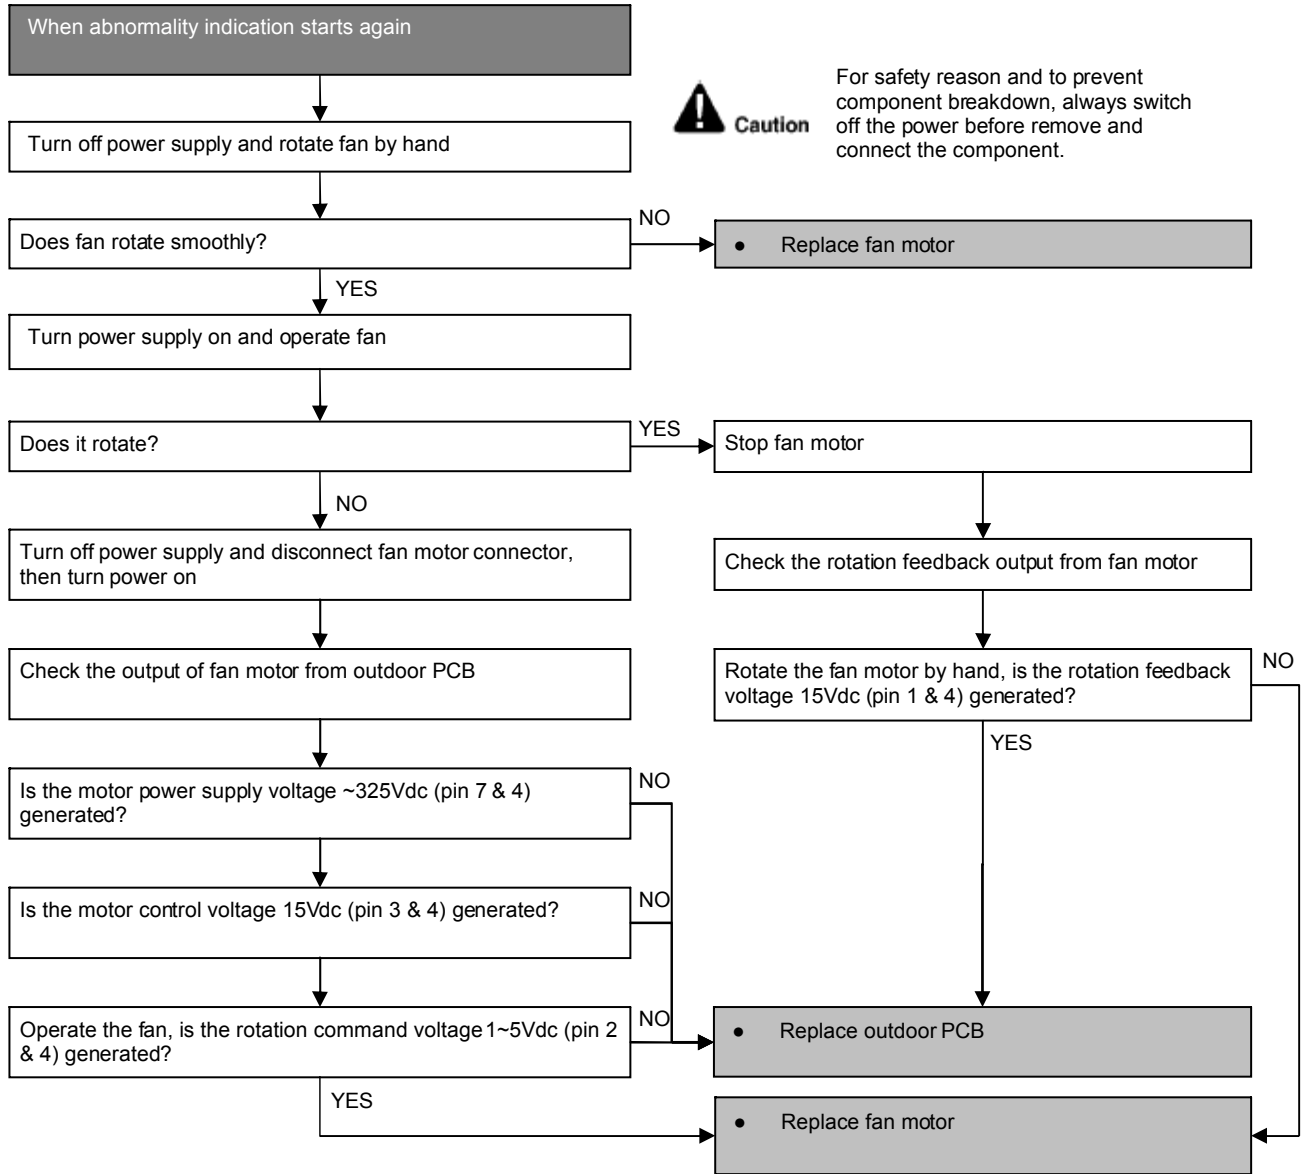 When abnormality indication starts again
For safety reason and to prevent
component breakdown, always switch
off the power before remove and
connect the component.
Caution
Turn off power supply and rotate fan by hand
Does fan rotate smoothly?
NO
● Replace fan motor
YES
Turn power supply on and operate fan
Does it rotate?
YES
Stop fan motor
NO
Turn off power supply and disconnect fan motor connector,
then turn power on
Check the rotation feedback output from fan motor
Check the output of fan motor from outdoor PCB
Rotate the fan motor by hand, is the rotation feedback
voltage 15Vdc (pin 1 & 4) generated?
NO
YES
Is the motor power supply voltage ~325Vdc (pin 7 & 4)
generated?
NO
Is the motor control voltage 15Vdc (pin 3 & 4) generated?
NO
Operate the fan, is the rotation command voltage 1~5Vdc (pin 2
& 4) generated?
NO
● Replace outdoor PCB
YES
● Replace fan motor